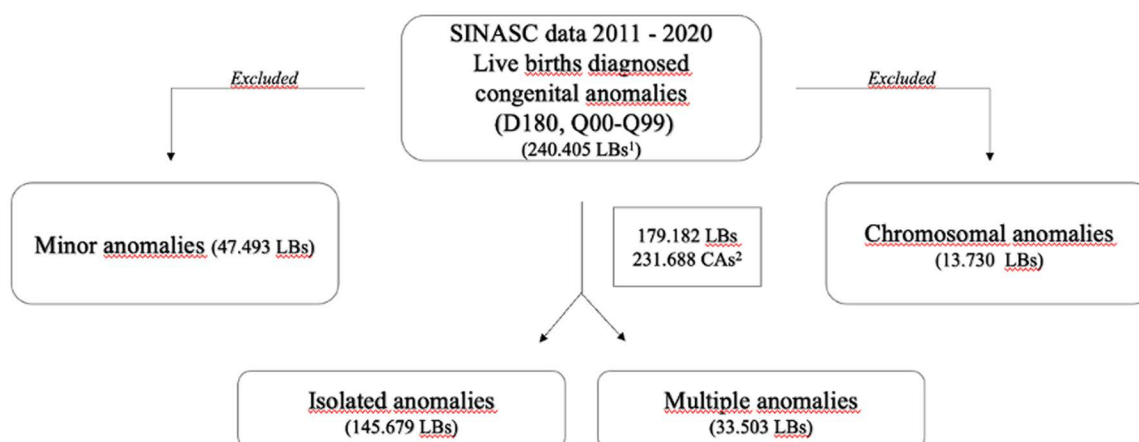 SINASC data 2011 - 2020
Live births diagnosed
congenital anomalies
(D180, Q00-Q99)
(240.405 LBs¹)
Excluded
Excluded
Minor anomalies (47.493 LBs)
179.182 LBs
231.688 CAs²
Chromosomal anomalies
(13.730 LBs)
Isolated anomalies
(145.679 LBs)
Multiple anomalies
(33.503 LBs)